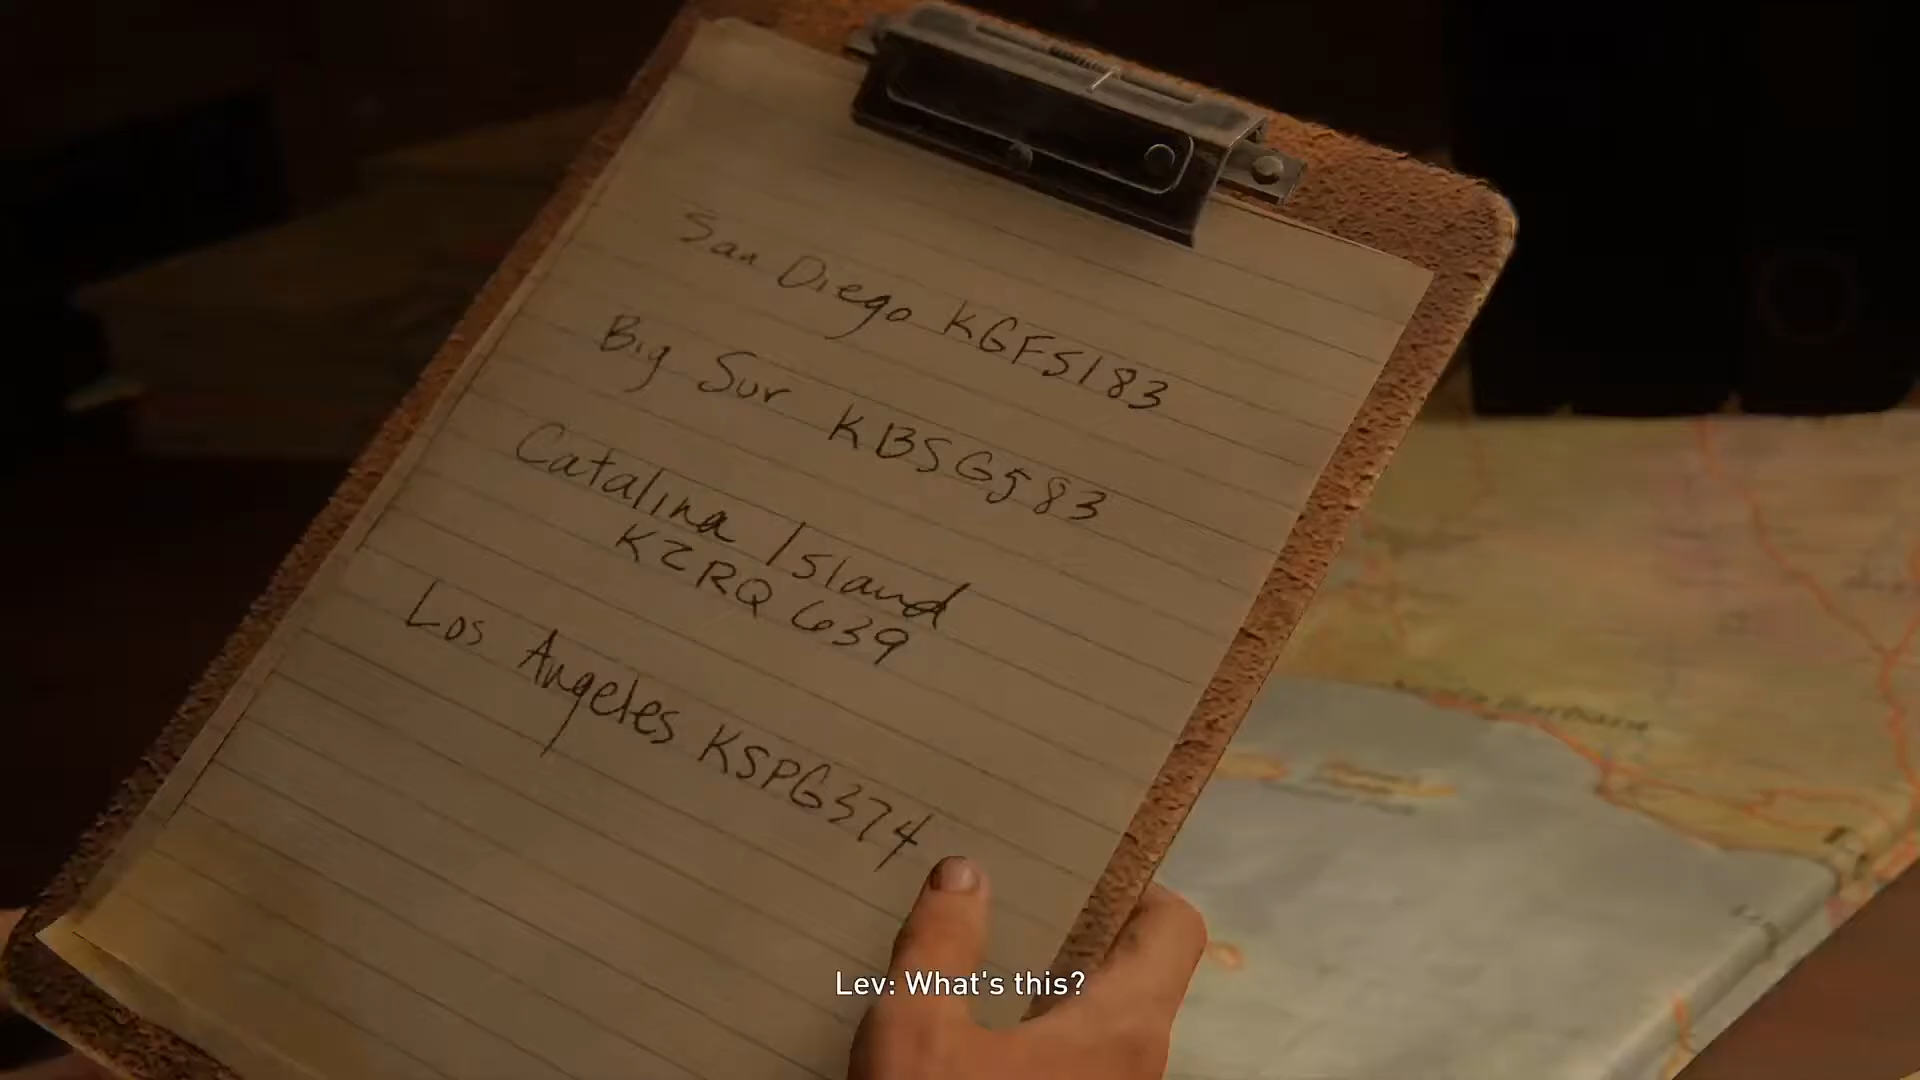 San Diego KGFS183
Big Sur KBSG583
Catalina Island
KZRQ639
Los Angeles KSPG374
Lev: What's this?